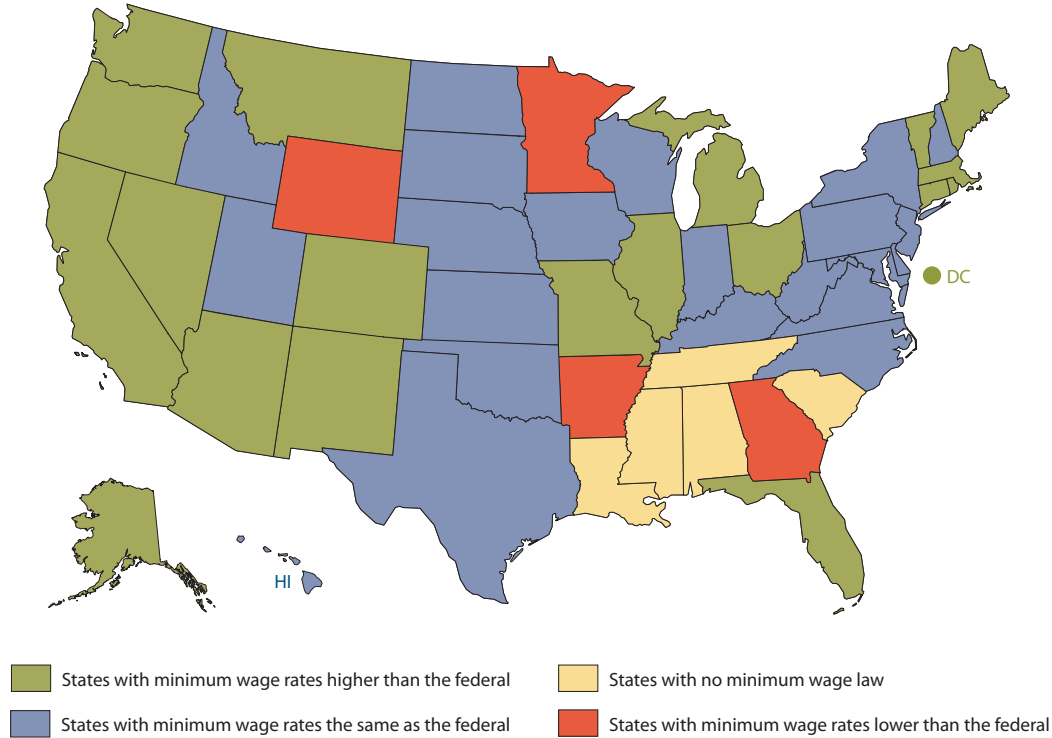 DC
HI
States with minimum wage rates higher than the federal
States with no minimum wage law
States with minimum wage rates the same as the federal
States with minimum wage rates lower than the federal